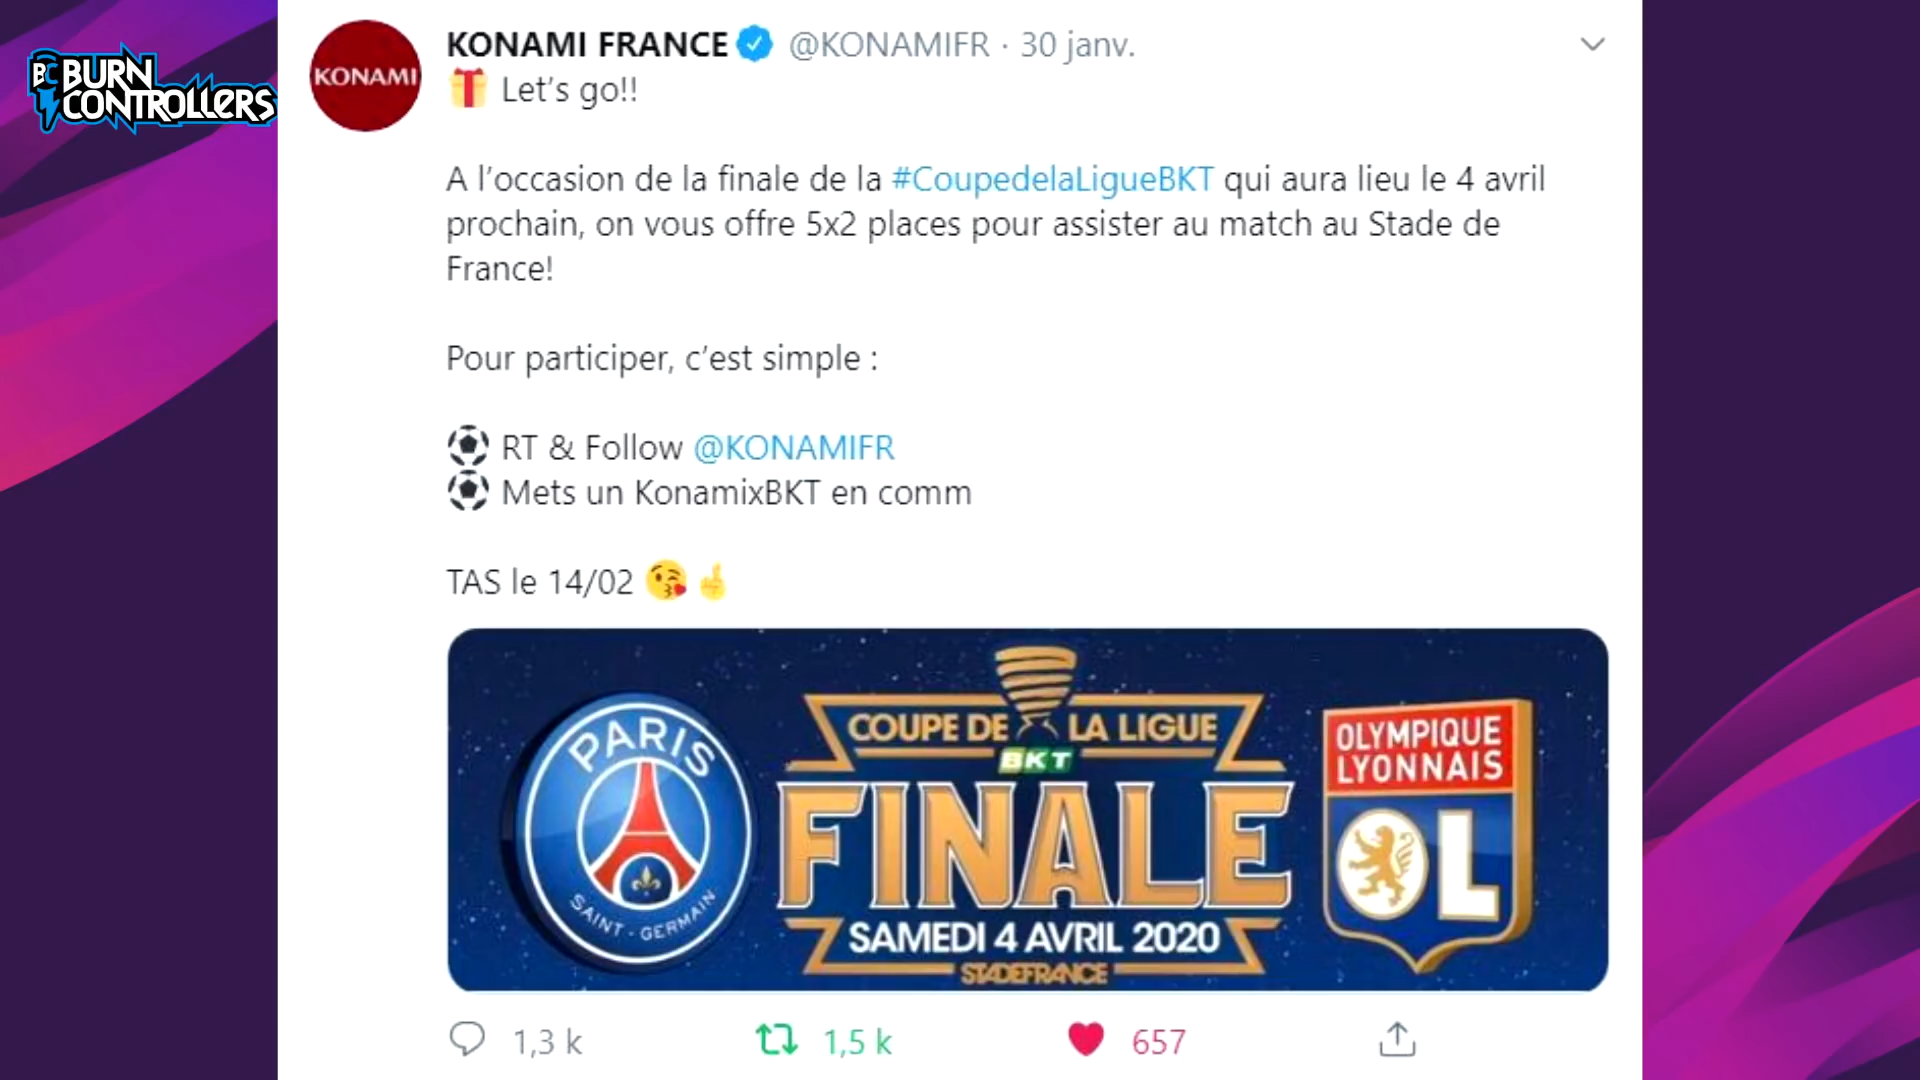 BC BURN
CONTROLLERS
KONAMI
KONAMI FRANCE @KONAMIFR · 30 janv.
Let’s go!!
A l’occasion de la finale de la #CoupedelaLigueBKT qui aura lieu le 4 avril
prochain, on vous offre 5x2 places pour assister au match au Stade de
France!
Pour participer, c’est simple :
RT & Follow @KONAMIFR
Mets un KonamixBKT en comm
TAS le 14/02
PARIS
SAINT - GERMAIN
COUPE DE LA LIGUE
BKT
FINALE
SAMEDI 4 AVRIL 2020
STADEFRANCE
OLYMPIQUE
LYONNAIS
OL
1,3 k 1,5 k 657